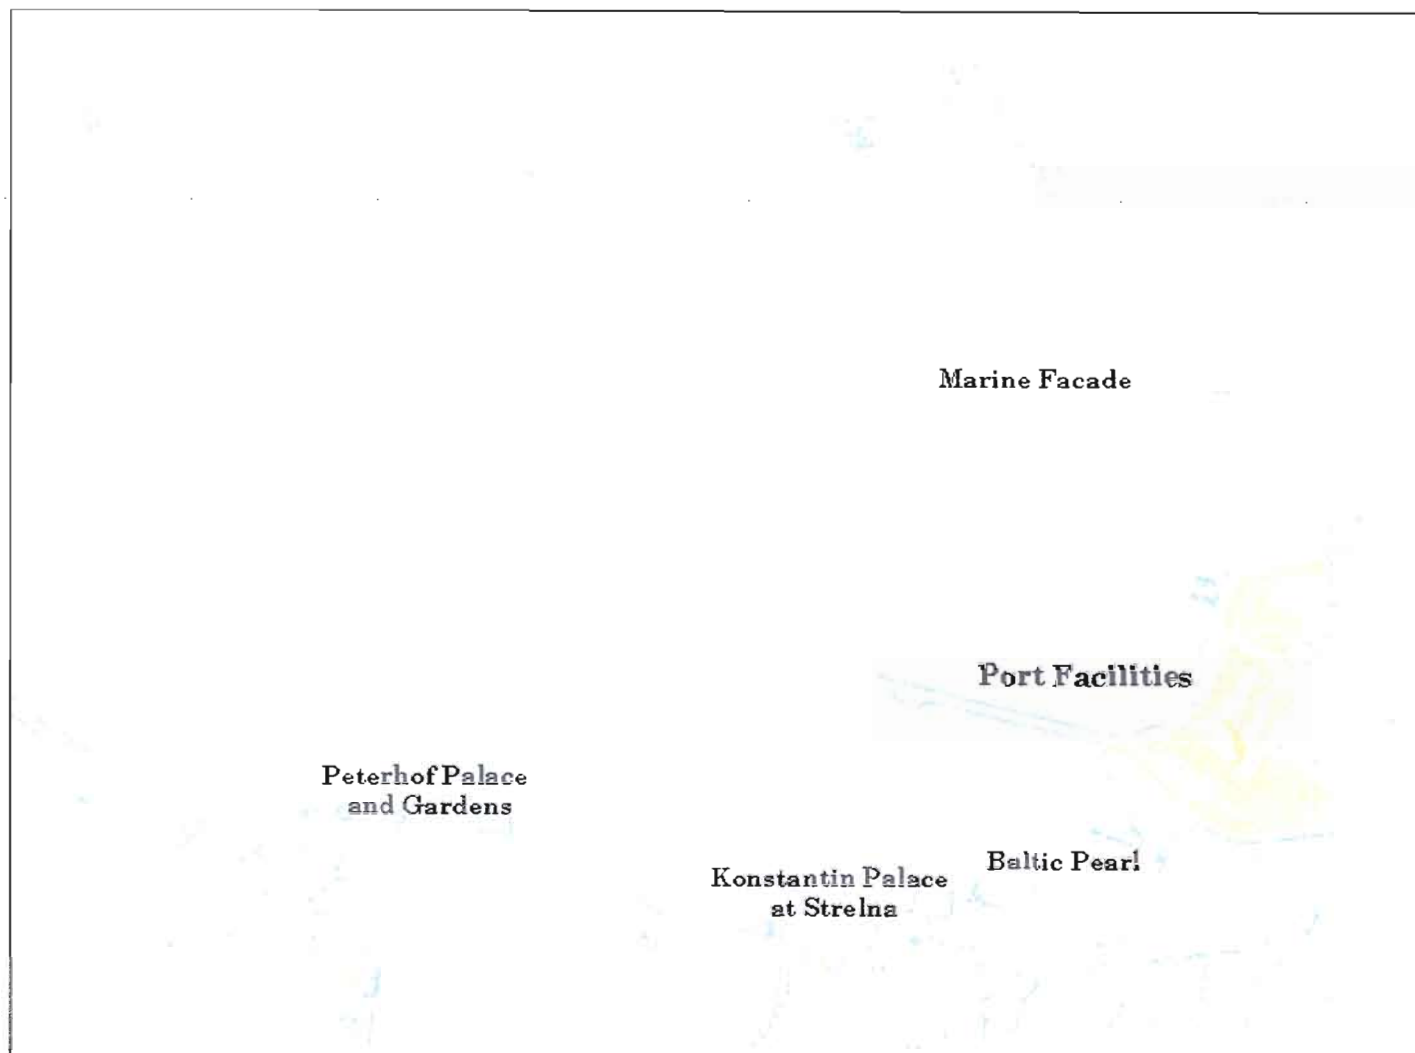 Marine Facade
Port Facilities
Peterhof Palace
and Gardens
Baltic Pearl
Konstantin Palace
at Strelna